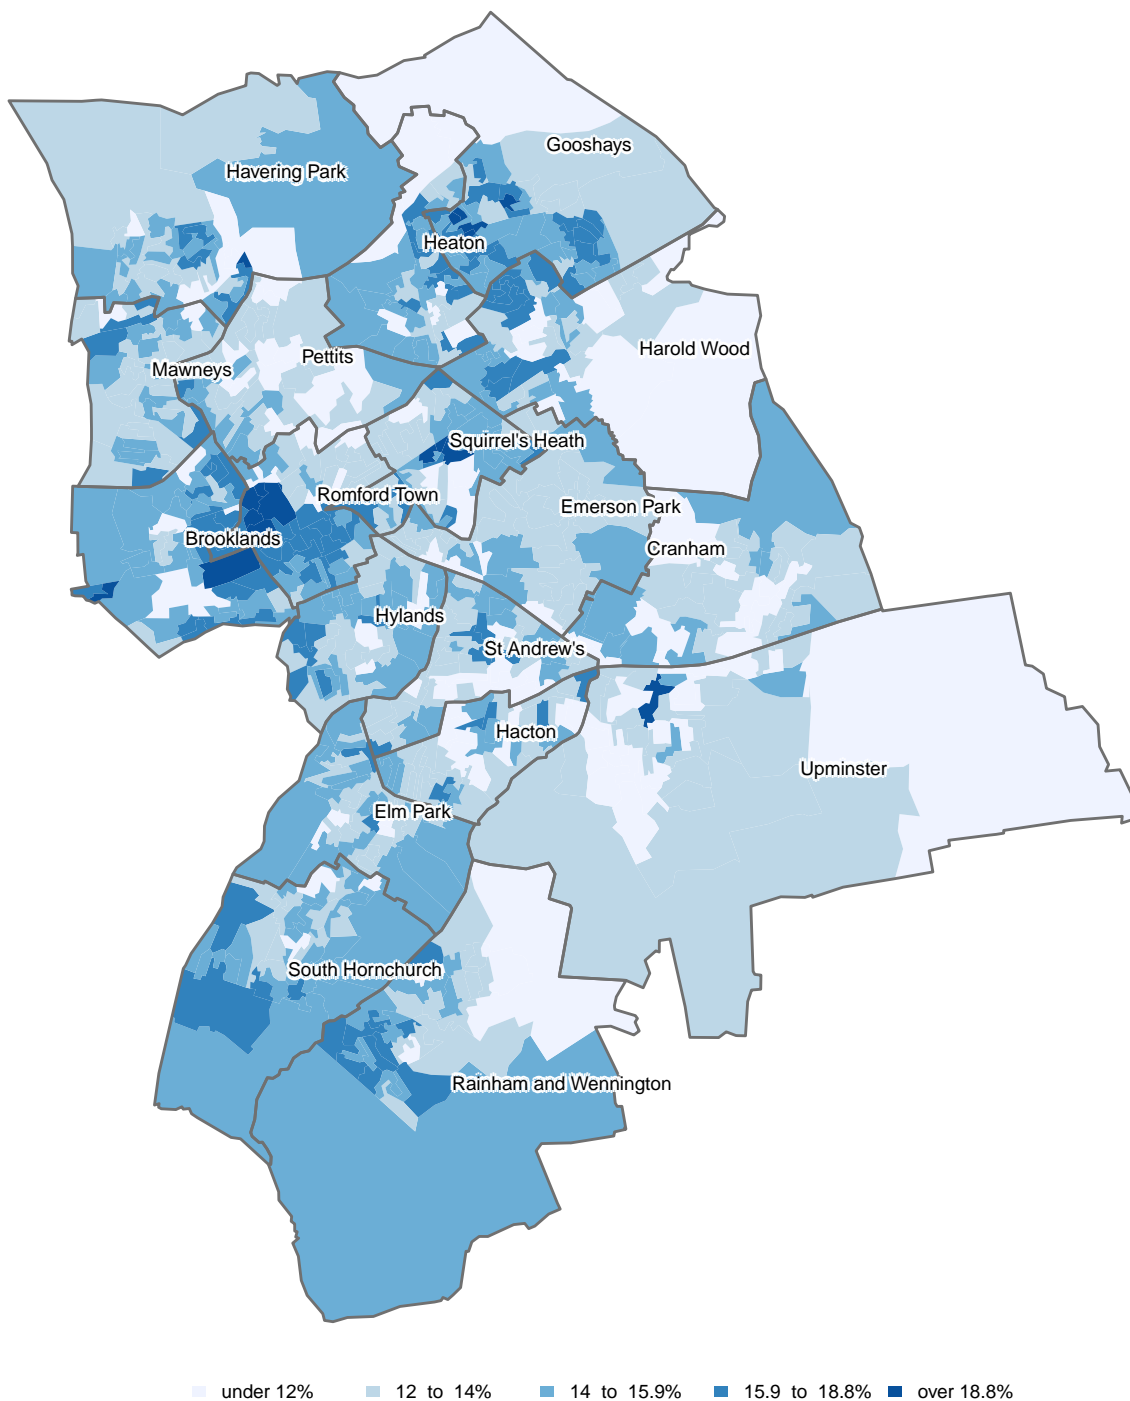 Gooshays
Havering Park
Heaton
Harold Wood
Pettits
Mawneys
Squirrel's Heath
Romford Town
Emerson Park
Brooklands
Cranham
Hylands
St Andrew's
Hacton
Upminster
Elm Park
South Hornchurch
Rainham and Wennington
under 12% 12 to 14% 14 to 15.9% 15.9 to 18.8% over 18.8%